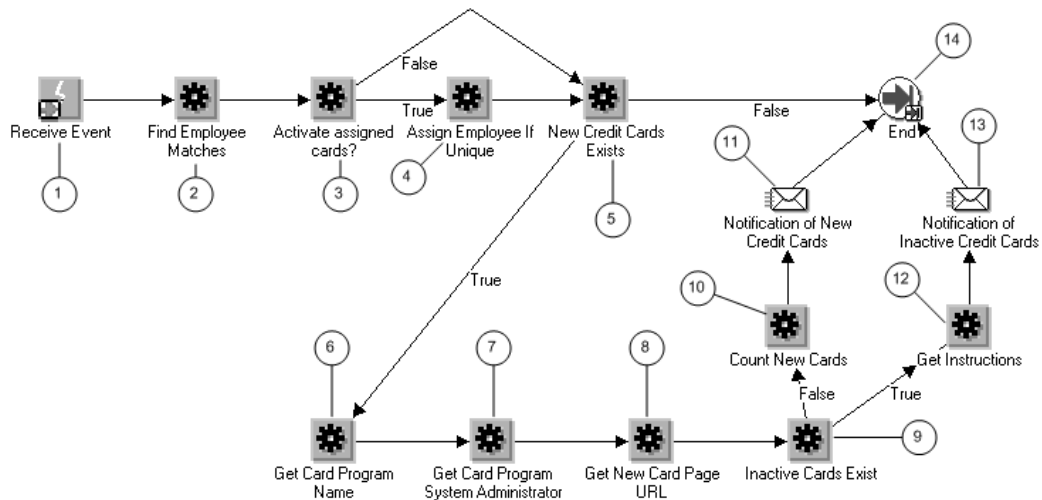 14
False
True
False
Receive Event
Find Employee
Matches
Activate assigned
cards?
Assign Employee If
Unique
New Credit Cards
Exists
End
1
2
3
4
5
11
13
Notification of New
Credit Cards
Notification of
Inactive Credit Cards
True
10
12
6
7
8
Count New Cards
Get Instructions
False
True
9
Get Card Program
Name
Get Card Program
System Administrator
Get New Card Page
URL
Inactive Cards Exist